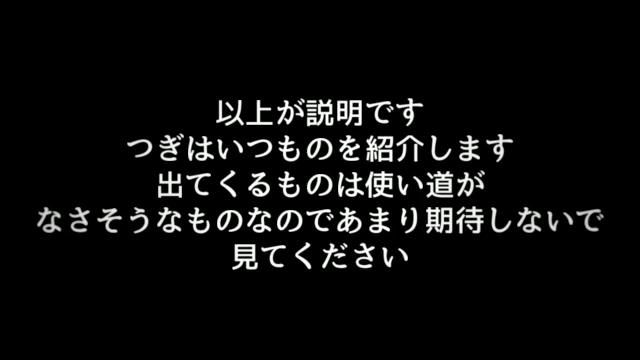 以上が説明です
つぎはいつものを紹介します
出てくるものは使い道が
なさそうなものなのであまり期待しないで
見てください